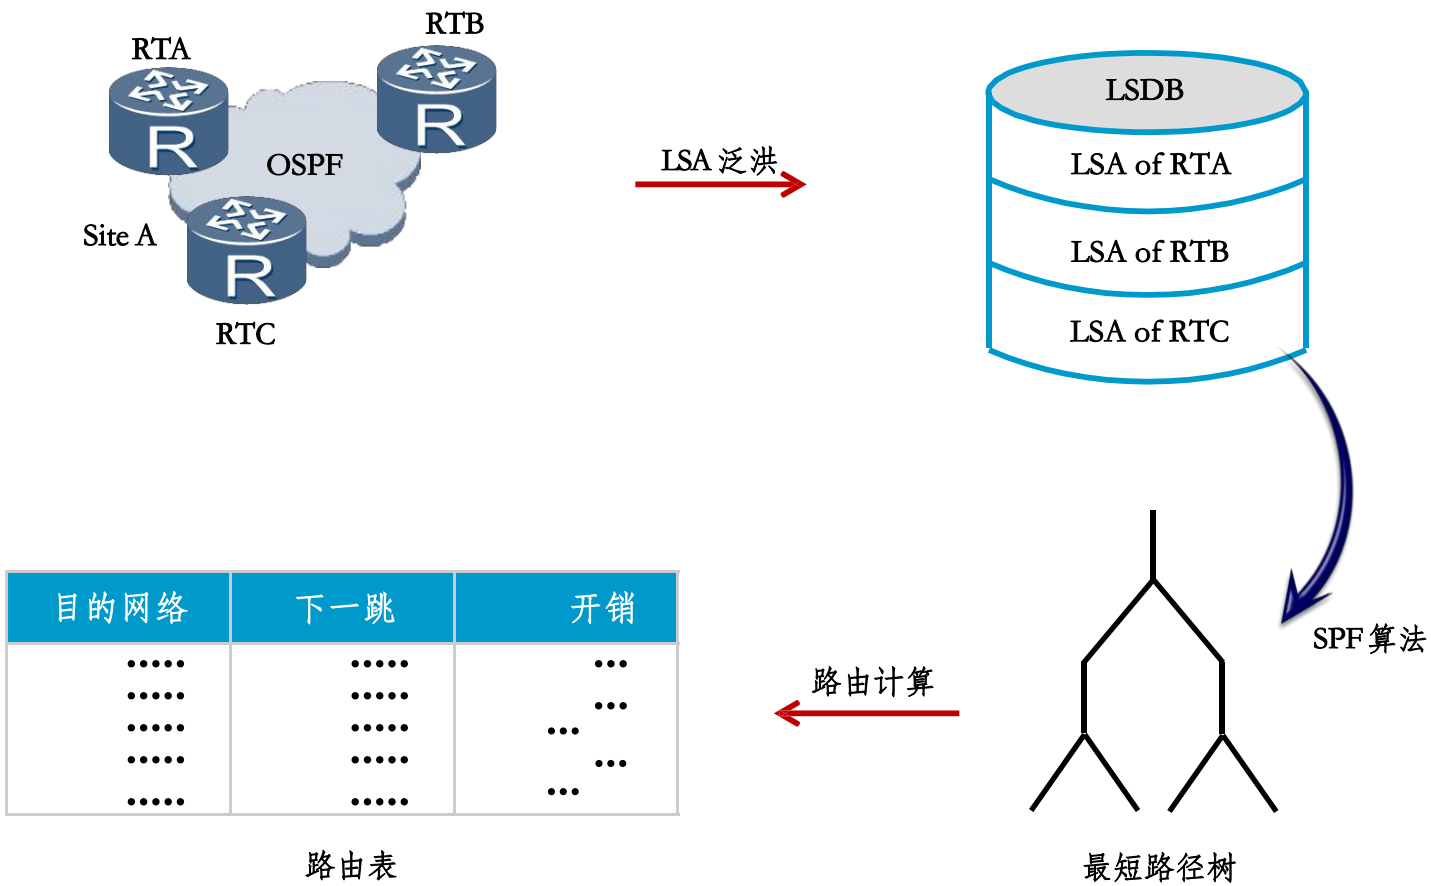 RTA
RTB
R
R
OSPF
Site A
R
RTC
LSA 泛洪
LSDB
LSA of RTA
LSA of RTB
LSA of RTC
SPF 算法
最短路径树
路由计算
目的网络 下一跳 开销
••••• ••••• •••
••••• ••••• •••
••••• ••••• •••
••••• ••••• •••
••••• ••••• •••
路由表